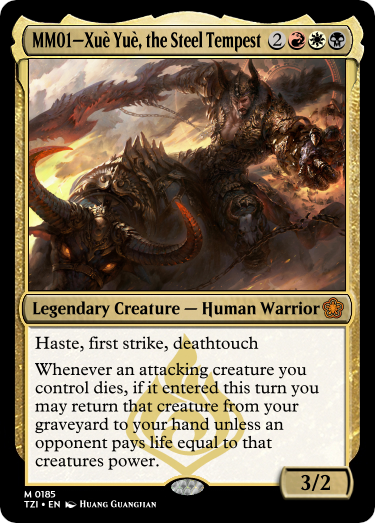 MM01–Xuè Yuè, the Steel Tempest 2
Legendary Creature — Human Warrior
Haste, first strike, deathtouch
Whenever an attacking creature you
control dies, if it entered this turn you
may return that creature from your
graveyard to your hand unless an
opponent pays life equal to that
creatures power.
3/2
M 0185
TZI • EN Huang Guangjian